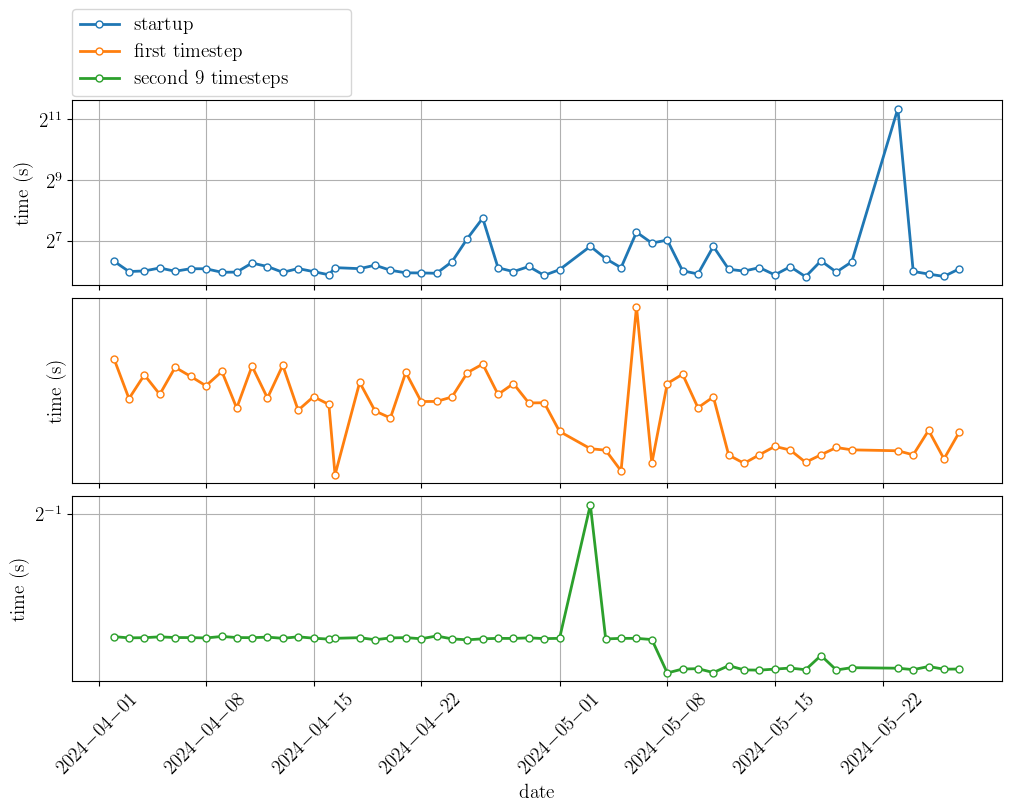 startup
first timestep
second 9 timesteps
2^11
2^9
2^7
time (s)
time (s)
2^−1
time (s)
2024−04−01
2024−04−08
2024−04−15
2024−04−22
2024−05−01
2024−05−08
2024−05−15
2024−05−22
date